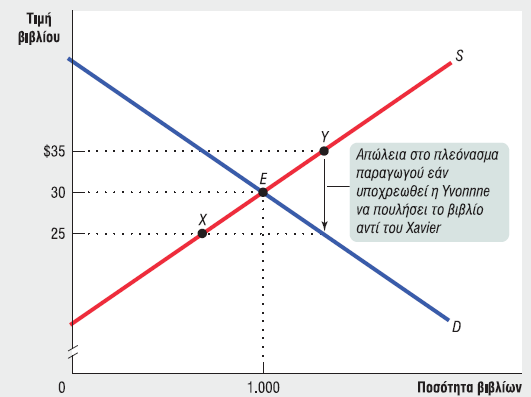 Τιμή
βιβλίου
S
$35
Y
Απώλεια στο πλεόνασμα
παραγωγού εάν
υποχρεωθεί η Yvonnne
να πουλήσει το βιβλίο
αντί του Xavier
E
30
X
25
D
0
1.000
Ποσότητα βιβλίων